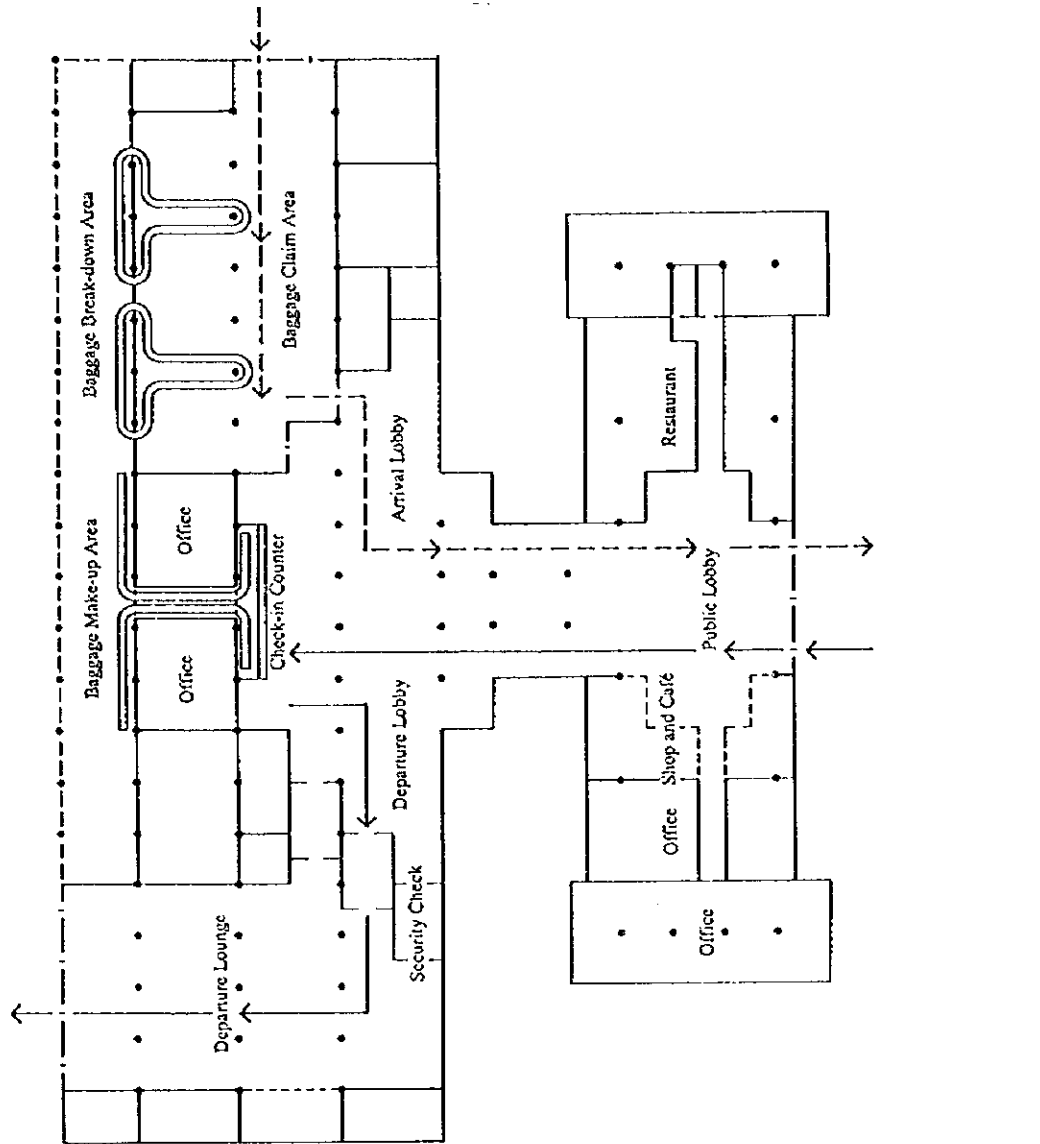 Baggage Break-down Area
Baggage Claim Area
Baggage Make-up Area
Office
Office
Check-in Counter
Arrival Lobby
Departure Lobby
Security Check
Departure Lounge
Restaurant
Public Lobby
Shop and Café
Office
Office